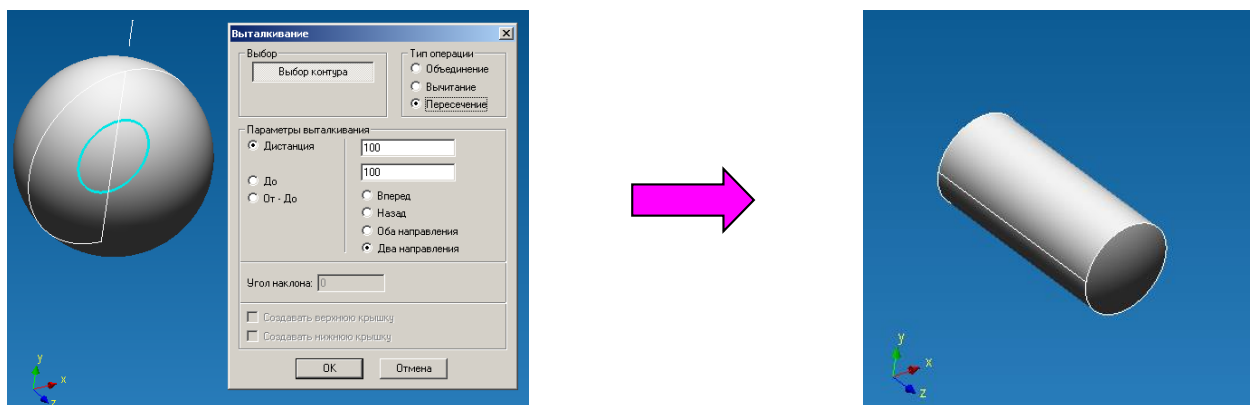 Выталкивание
Выбор
Выбор контура
Тип операции
Объединение
Вычитание
Пересечение
Параметры выталкивания
Дистанция
100
100
До
От - До
Вперед
Назад
Оба направления
Два направления
Угол наклона: 0
Создавать верхнюю крышку
Создавать нижнюю крышку
OK
Отмена
y
x
z
y
x
z